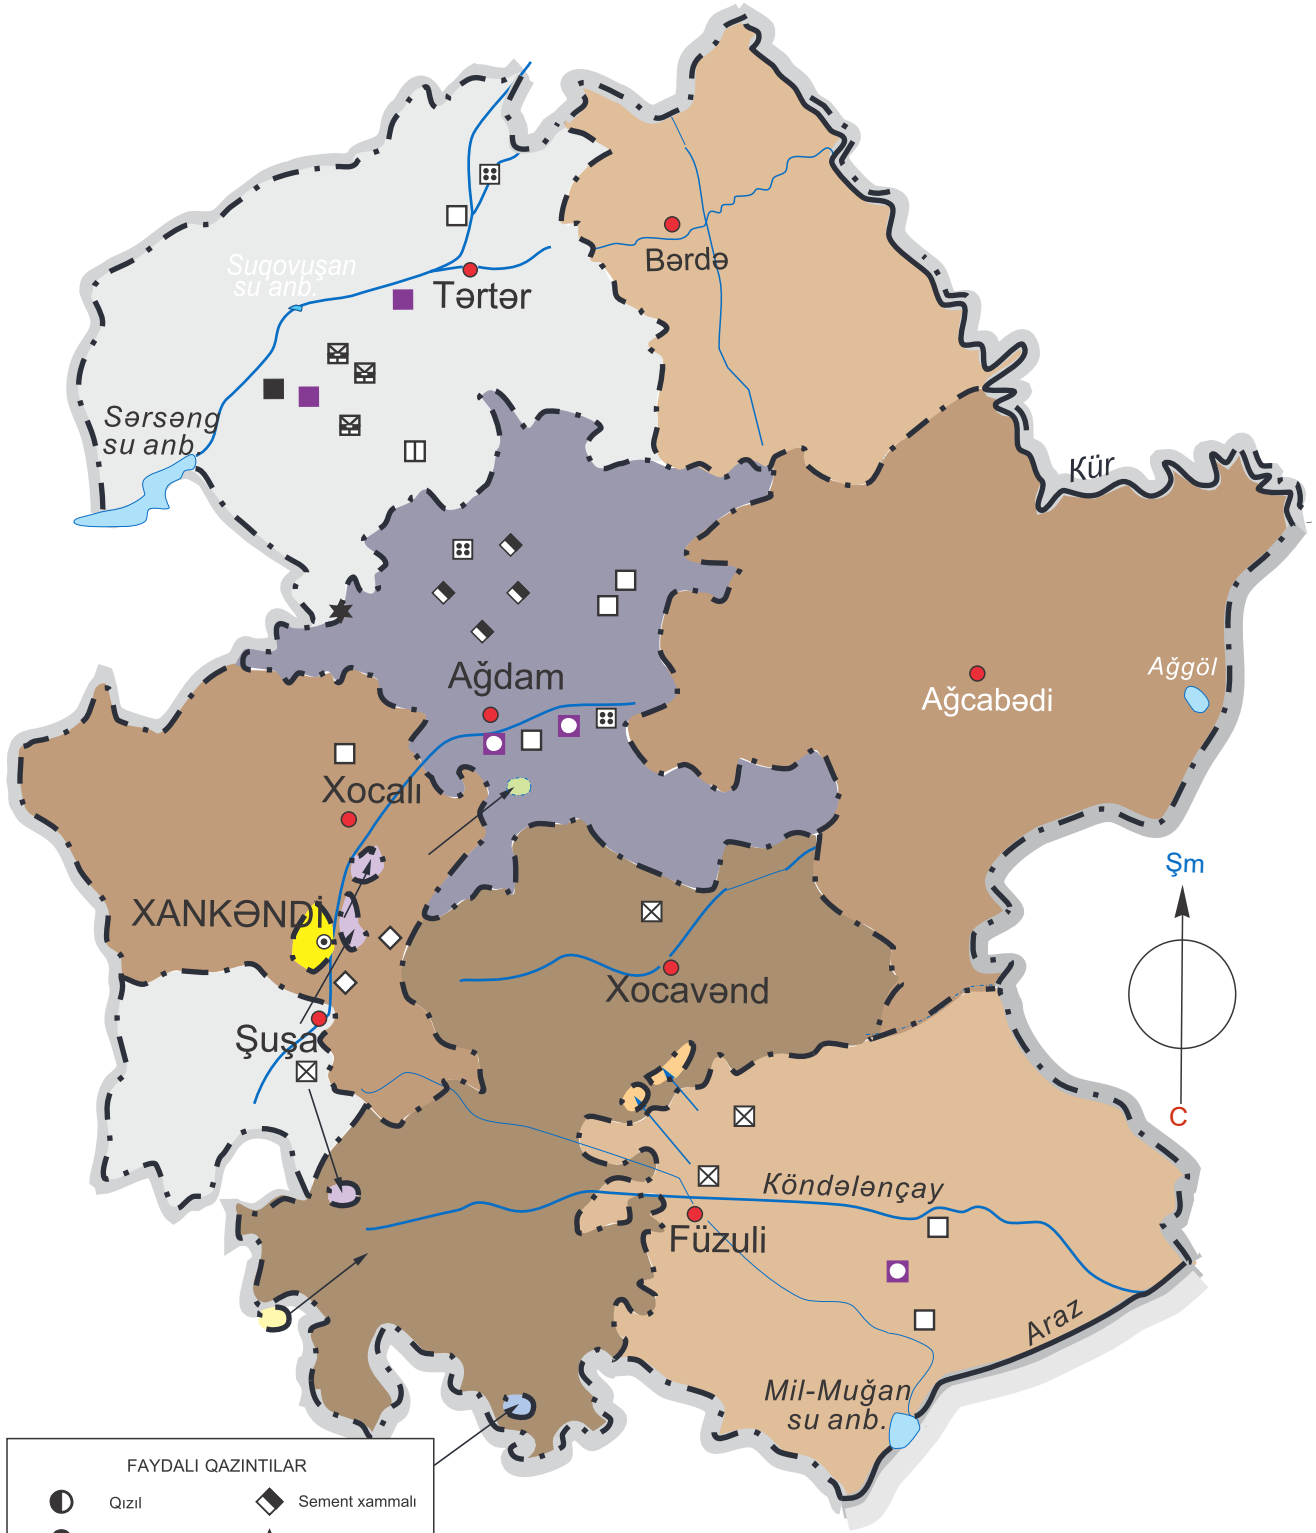 Bərdə
Suqovuşan
su anb.
Tərtər
Sərsəng
su anb.
Kür
Ağdam
Ağgöl
Ağcabədi
Xocalı
Şm
XANKƏNDİ
Xocavənd
Şuşa
C
Köndələnçay
Füzuli
Araz
Mil-Muğan
su anb.
FAYDALI QAZINTILAR
Qızıl
Sement xammalı